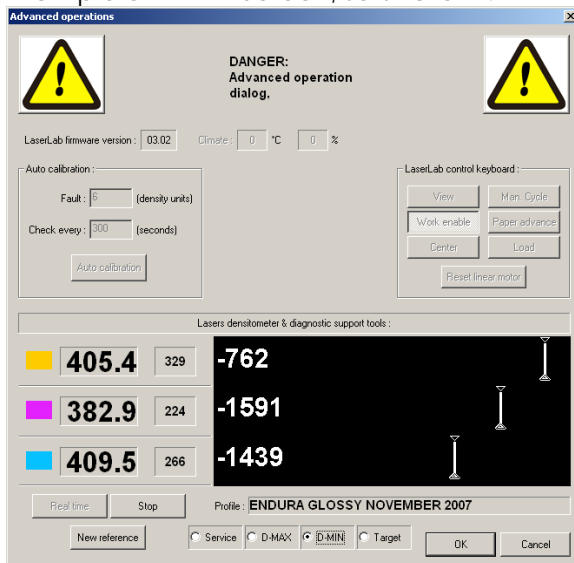 Advanced operations
DANGER:
Advanced operation
dialog,
LaserLab firmware version : 03.02 Climate : 0 °C 0 %
Auto calibration :
Fault : 6 (density units)
Check every : 300 (seconds)
Auto calibration
LaserLab control keyboard :
View Man. Cycle
Work enable Paper advance
Center Load
Reset linear motor
Lasers densitometer & diagnostic support tools :
405.4 329 -762
382.9 224 -1591
409.5 266 -1439
Real time Stop Profile : ENDURA GLOSSY NOVEMBER 2007
New reference Service D-MAX D-MIN Target OK Cancel